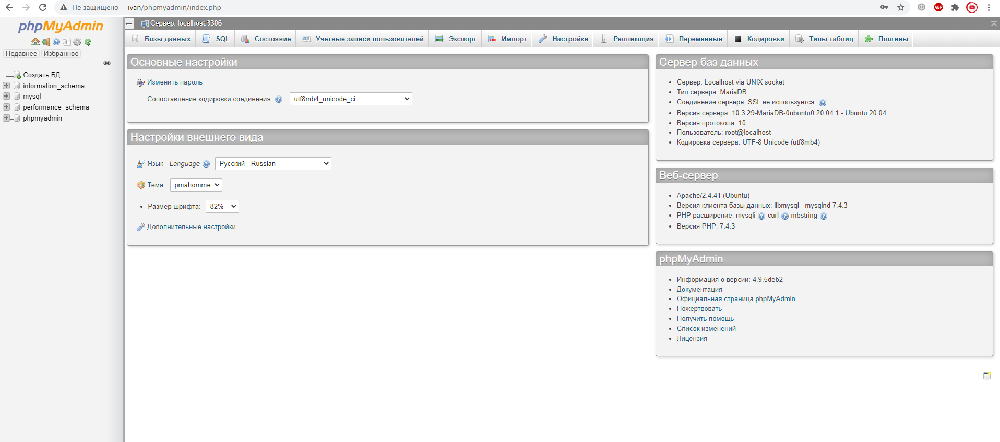 Не защищено | ivan/phpmyadmin/index.php
ABP
phpMyAdmin
Недавнее Избранное
Создать БД
information_schema
mysql
performance_schema
phpmyadmin
← Сервер: localhost:3306
Базы данных SQL Состояние Учетные записи пользователей Экспорт Импорт Настройки Репликация Переменные Кодировки Типы таблиц Плагины
Основные настройки
Изменить пароль
Сопоставление кодировки соединения : utf8mb4_unicode_ci
Настройки внешнего вида
Язык - Language Русский - Russian
Тема: pmahomme
• Размер шрифта: 82%
Дополнительные настройки
Сервер баз данных
• Сервер: Localhost via UNIX socket
• Тип сервера: MariaDB
• Соединение сервера: SSL не используется
• Версия сервера: 10.3.29-MariaDB-0ubuntu0.20.04.1 - Ubuntu 20.04
• Версия протокола: 10
• Пользователь: root@localhost
• Кодировка сервера: UTF-8 Unicode (utf8mb4)
Веб-сервер
• Apache/2.4.41 (Ubuntu)
• Версия клиента базы данных: libmysql - mysqlnd 7.4.3
• PHP расширение: mysqli curl mbstring
• Версия PHP: 7.4.3
phpMyAdmin
• Информация о версии: 4.9.5deb2
• Документация
• Официальная страница phpMyAdmin
• Пожертвовать
• Получить помощь
• Список изменений
• Лицензия